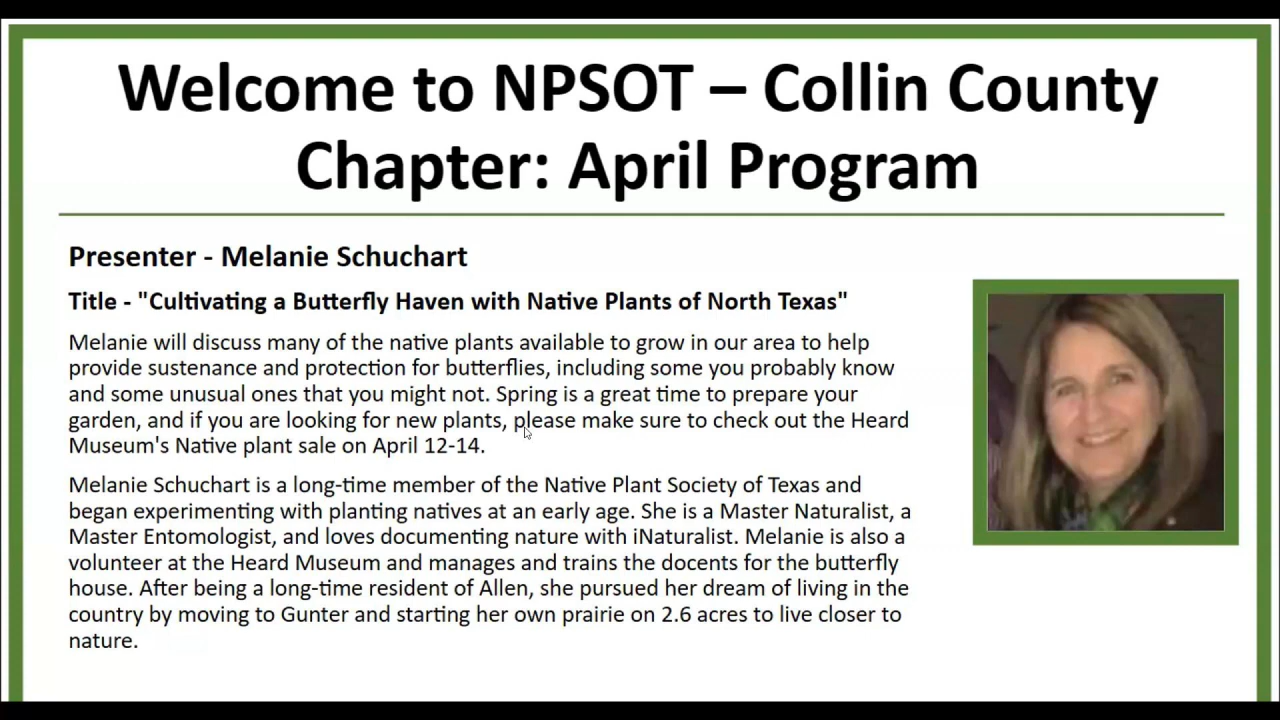 Welcome to NPSOT – Collin County
Chapter: April Program
Presenter - Melanie Schuchart
Title - "Cultivating a Butterfly Haven with Native Plants of North Texas"
Melanie will discuss many of the native plants available to grow in our area to help
provide sustenance and protection for butterflies, including some you probably know
and some unusual ones that you might not. Spring is a great time to prepare your
garden, and if you are looking for new plants, please make sure to check out the Heard
Museum's Native plant sale on April 12-14.
Melanie Schuchart is a long-time member of the Native Plant Society of Texas and
began experimenting with planting natives at an early age. She is a Master Naturalist, a
Master Entomologist, and loves documenting nature with iNaturalist. Melanie is also a
volunteer at the Heard Museum and manages and trains the docents for the butterfly
house. After being a long-time resident of Allen, she pursued her dream of living in the
country by moving to Gunter and starting her own prairie on 2.6 acres to live closer to
nature.